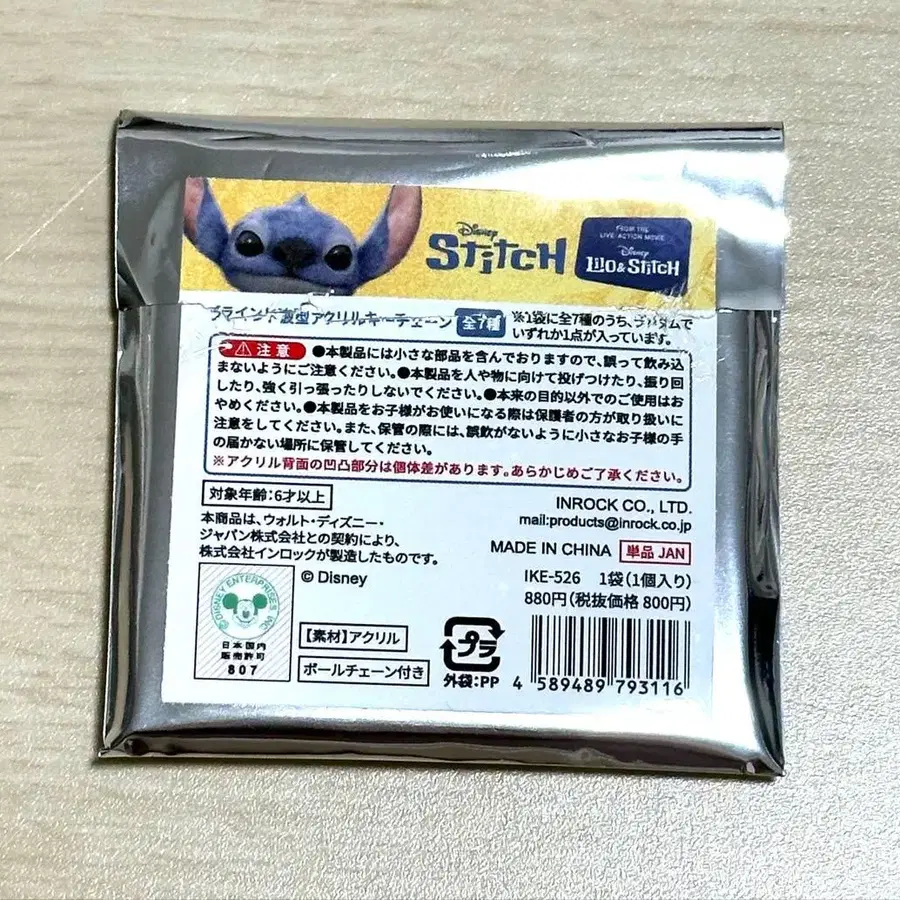 Disney
Stitch
FROM THE
LIVE-ACTION MOVIE
Disney
LILO & STITCH
ブラインド波型アクリルキーチェーン 全7種
※1袋に全7種のうち、ランダムで
いずれか1点が入っています。
注意 ●本製品には小さな部品を含んでおりますので、誤って飲み込
まないようにご注意ください。●本製品を人や物に向けて投げつけたり、振り回
したり、強く引っ張ったりしないでください。●本来の目的以外でのご使用はお
やめください。●本製品をお子様がお使いになる際は保護者の方が取り扱いに
注意をしてください。また、保管の際には、誤飲がないように小さなお子様の手
の届かない場所に保管してください。
※アクリル背面の凹凸部分は個体差があります。あらかじめご了承ください。
対象年齢:6才以上
本商品は、ウォルト・ディズニー・
ジャパン株式会社との契約により、
株式会社インロックが製造したものです。
INROCK CO., LTD.
mail:products@inrock.co.jp
MADE IN CHINA 単品 JAN
IKE-526 1袋(1個入り)
880円(税抜価格 800円)
© Disney
©DISNEY ENTERPRISES, INC.
日本国内
販売許可
807
【素材】アクリル
ボールチェーン付き
プラ
外袋:PP
4 589489 793116